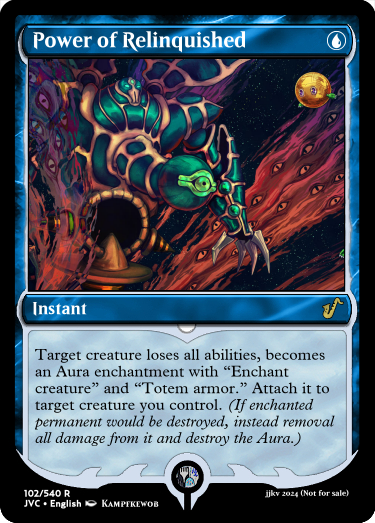 Power of Relinquished
Instant
Target creature loses all abilities, becomes
an Aura enchantment with “Enchant
creature” and “Totem armor.” Attach it to
target creature you control. (If enchanted
permanent would be destroyed, instead removal
all damage from it and destroy the Aura.)
102/540 R
JVC • English Kampfkewob
jjkv 2024 (Not for sale)